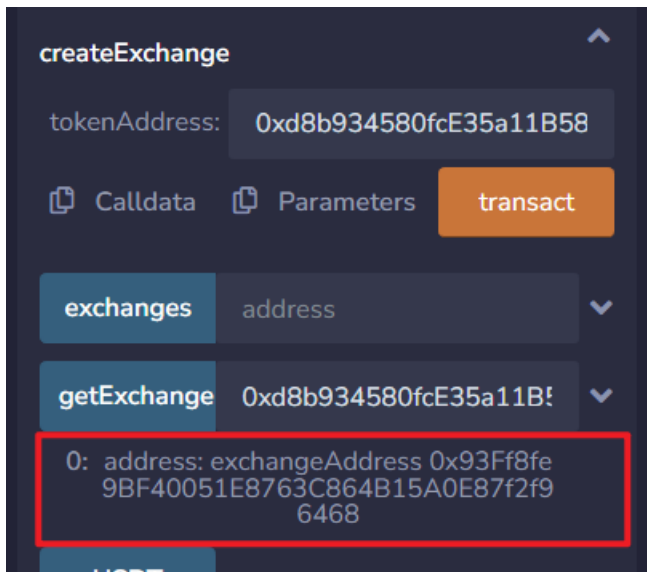 createExchange
tokenAddress: 0xd8b934580fcE35a11B58
Calldata Parameters transact
exchanges address
getExchange 0xd8b934580fcE35a11B5
0: address: exchangeAddress 0x93Ff8fe
9BF40051E8763C864B15A0E87f2f9
6468